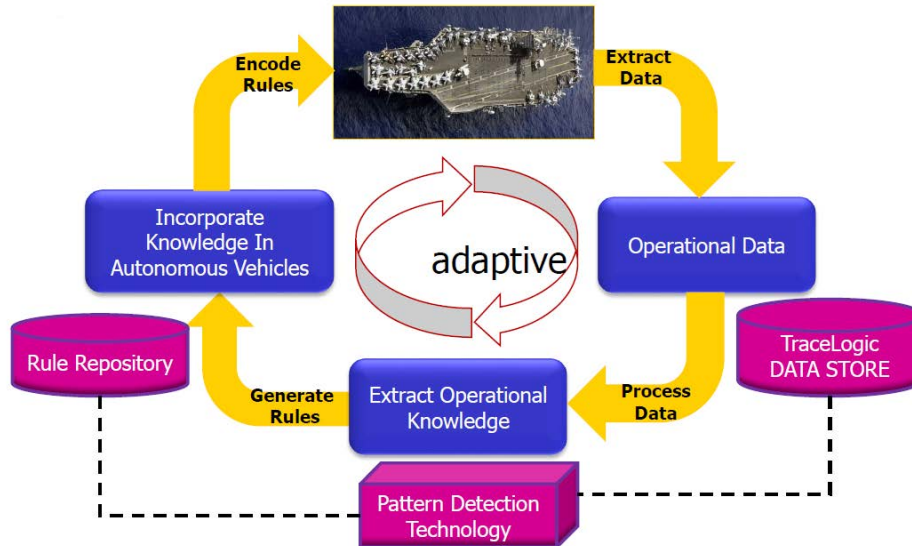 Encode
Rules
Extract
Data
Incorporate
Knowledge In
Autonomous Vehicles
adaptive
Operational Data
Rule Repository
TraceLogic
DATA STORE
Generate
Rules
Extract Operational
Knowledge
Process
Data
Pattern Detection
Technology